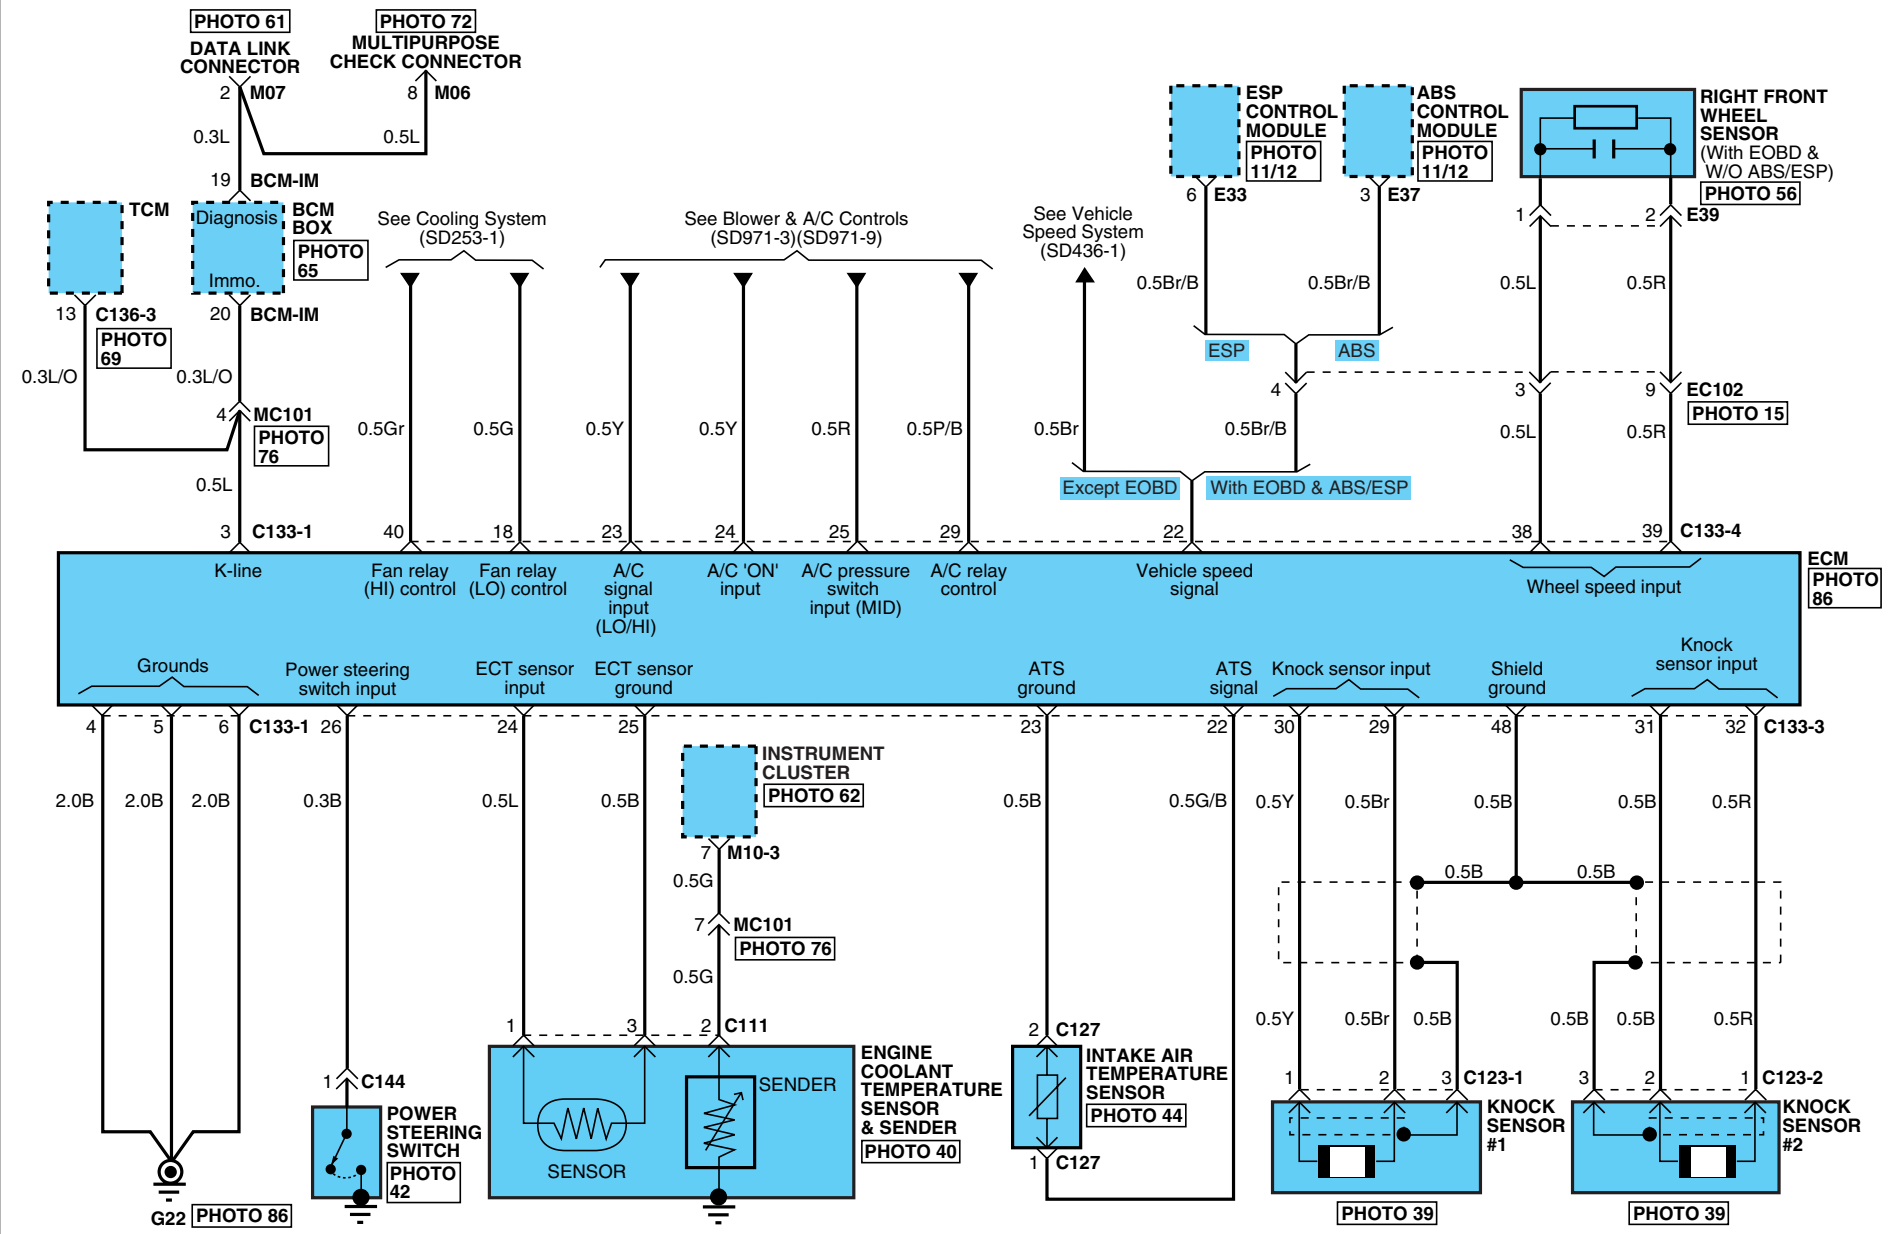 PHOTO 61
DATA LINK
CONNECTOR
2
M07
PHOTO 72
MULTIPURPOSE
CHECK CONNECTOR
8
M06
0.3L
0.5L
19
BCM-IM
TCM
Diagnosis
Immo.
BCM
BOX
PHOTO
65
13
C136-3
PHOTO
69
20
BCM-IM
0.3L/O
0.3L/O
4
MC101
PHOTO
76
0.5L
3
C133-1
See Cooling System
(SD253-1)
0.5Gr
0.5G
40
18
See Blower & A/C Controls
(SD971-3)(SD971-9)
0.5Y
0.5Y
0.5R
0.5P/B
23
24
25
29
See Vehicle
Speed System
(SD436-1)
0.5Br
ESP
CONTROL
MODULE
PHOTO
11/12
6
E33
ABS
CONTROL
MODULE
PHOTO
11/12
3
E37
0.5Br/B
0.5Br/B
ESP
ABS
4
0.5Br/B
Except EOBD
With EOBD & ABS/ESP
22
RIGHT FRONT
WHEEL
SENSOR
(With EOBD &
W/O ABS/ESP)
PHOTO 56
1
2
E39
0.5L
0.5R
3
9
EC102
PHOTO 15
0.5L
0.5R
38
39
C133-4
ECM
PHOTO
86
K-line
Fan relay
(HI) control
Fan relay
(LO) control
A/C
signal
input
(LO/HI)
A/C 'ON'
input
A/C pressure
switch
input (MID)
A/C relay
control
Vehicle speed
signal
Wheel speed input
Grounds
Power steering
switch input
ECT sensor
input
ECT sensor
ground
ATS
ground
ATS
signal
Knock sensor input
Shield
ground
Knock
sensor input
4
5
6
C133-1
26
24
25
23
22
30
29
48
31
32
C133-3
2.0B
2.0B
2.0B
0.3B
0.5L
0.5B
INSTRUMENT
CLUSTER
PHOTO 62
7
M10-3
0.5G
7
MC101
PHOTO 76
0.5G
0.5B
0.5G/B
0.5Y
0.5Br
0.5B
0.5B
0.5R
0.5B
0.5B
0.5Y
0.5Br
0.5B
0.5B
0.5B
0.5R
1
3
2
C111
SENSOR
SENDER
ENGINE
COOLANT
TEMPERATURE
SENSOR
& SENDER
PHOTO 40
1
C144
POWER
STEERING
SWITCH
PHOTO
42
G22
PHOTO 86
2
C127
INTAKE AIR
TEMPERATURE
SENSOR
PHOTO 44
1
C127
1
2
3
C123-1
KNOCK
SENSOR
#1
PHOTO 39
3
2
1
C123-2
KNOCK
SENSOR
#2
PHOTO 39